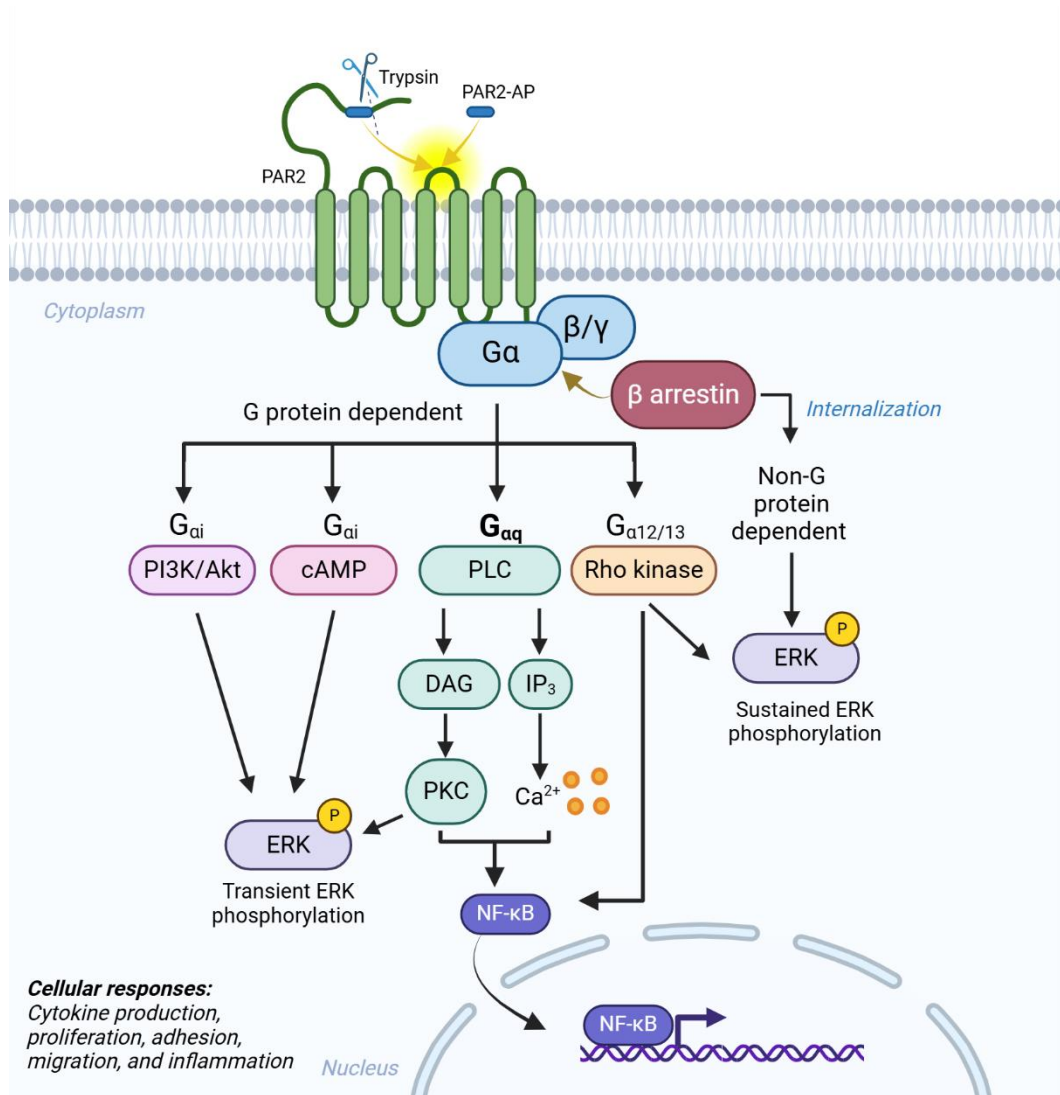 Trypsin
PAR2-AP
PAR2
Cytoplasm
Gα
β/γ
β arrestin
Internalization
G protein dependent
Non-G
protein
dependent
Gαi
Gαi
Gαq
Gα12/13
PI3K/Akt
cAMP
PLC
Rho kinase
P
ERK
Sustained ERK
phosphorylation
DAG
IP3
PKC
Ca2+
P
ERK
Transient ERK
phosphorylation
NF-κB
NF-κB
Cellular responses:
Cytokine production,
proliferation, adhesion,
migration, and inflammation
Nucleus